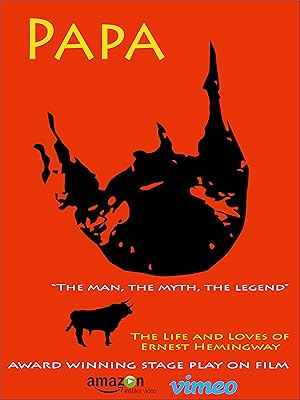 PAPA
"THE MAN, THE MYTH, THE LEGEND"
THE LIFE AND LOVES OF
ERNEST HEMINGWAY
AWARD WINNING STAGE PLAY ON FILM
amazon instant video vimeo